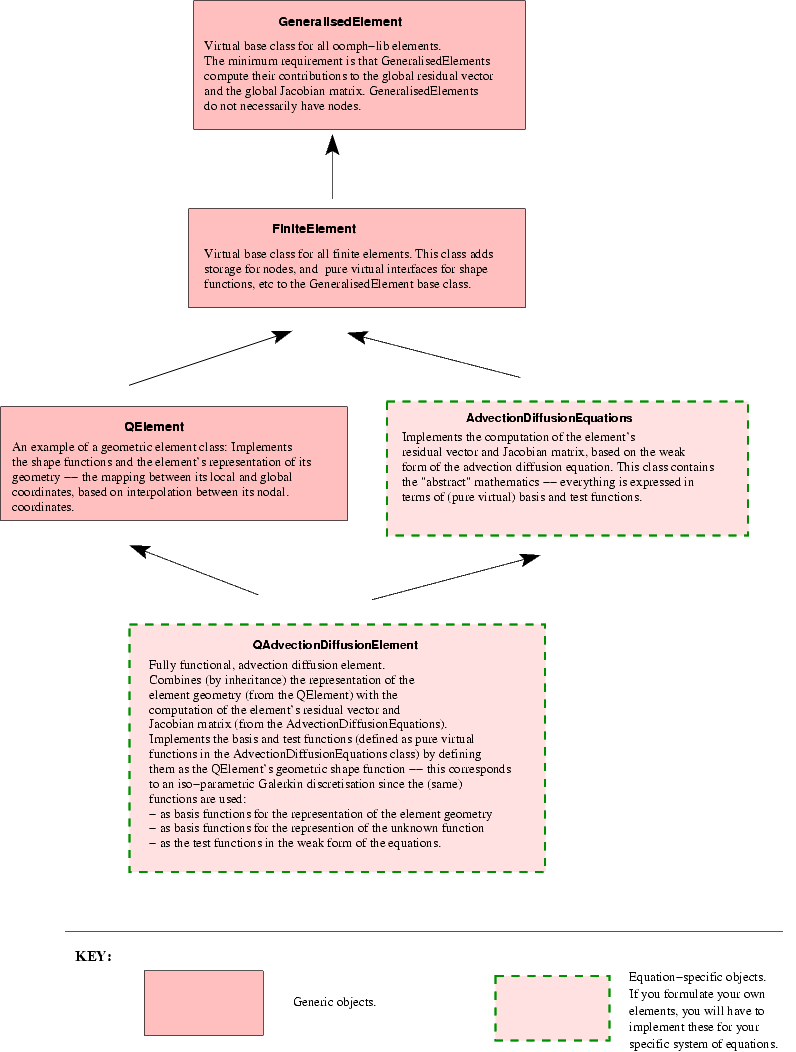 GeneralisedElement
Virtual base class for all oomph−lib elements.
The minimum requirement is that GeneralisedElements
compute their contributions to the global residual vector
and the global Jacobian matrix. GeneralisedElements
do not necessarily have nodes.
FiniteElement
Virtual base class for all finite elements. This class adds
storage for nodes, and pure virtual interfaces for shape
functions, etc to the GeneralisedElement base class.
QElement
An example of a geometric element class: Implements
the shape functions and the element's representation of its
geometry −− the mapping between its local and global
coordinates, based on interpolation between its nodal.
coordinates.
AdvectionDiffusionEquations
Implements the computation of the element's
residual vector and Jacobian matrix, based on the weak
form of the advection diffusion equation. This class contains
the "abstract" mathematics −− everything is expressed in
terms of (pure virtual) basis and test functions.
QAdvectionDiffusionElement
Fully functional, advection diffusion element.
Combines (by inheritance) the representation of the
element geometry (from the QElement) with the
computation of the element's residual vector and
Jacobian matrix (from the AdvectionDiffusionEquations).
Implements the basis and test functions (defined as pure virtual
functions in the AdvectionDiffusionEquations class) by defining
them as the QElement's geometric shape function −− this corresponds
to an iso−parametric Galerkin discretisation since the (same)
functions are used:
− as basis functions for the representation of the element geometry
− as basis functions for the represention of the unknown function
− as the test functions in the weak form of the equations.
KEY:
Generic objects.
Equation−specific objects.
If you formulate your own
elements, you will have to
implement these for your
specific system of equations.